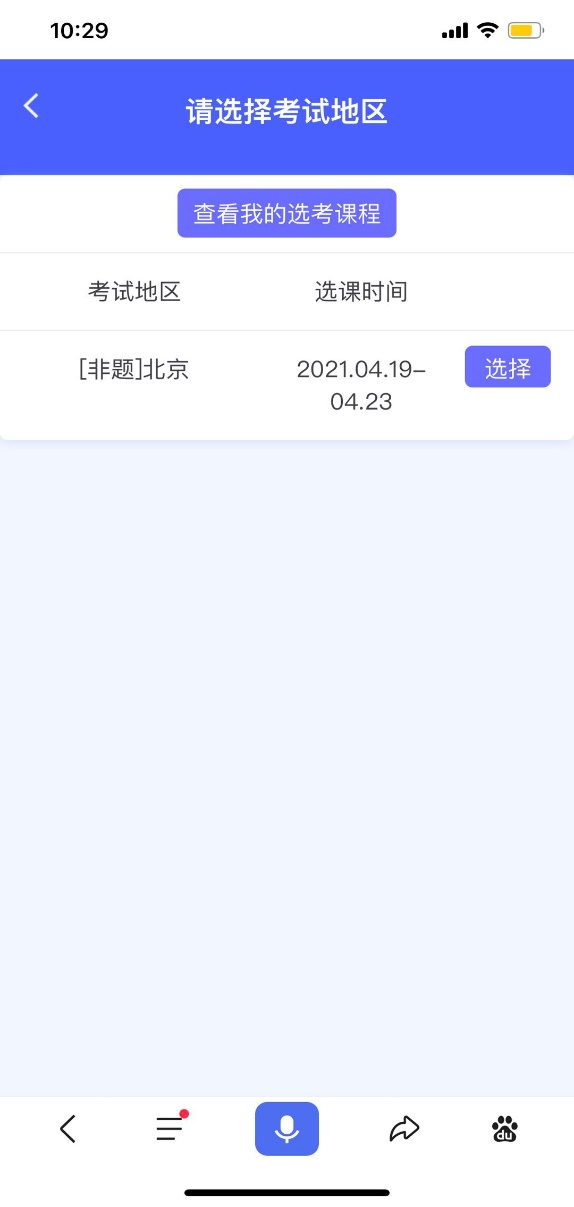 10:29
请选择考试地区
查看我的选考课程
考试地区 选课时间
[非题]北京 2021.04.19- 选择
04.23
du